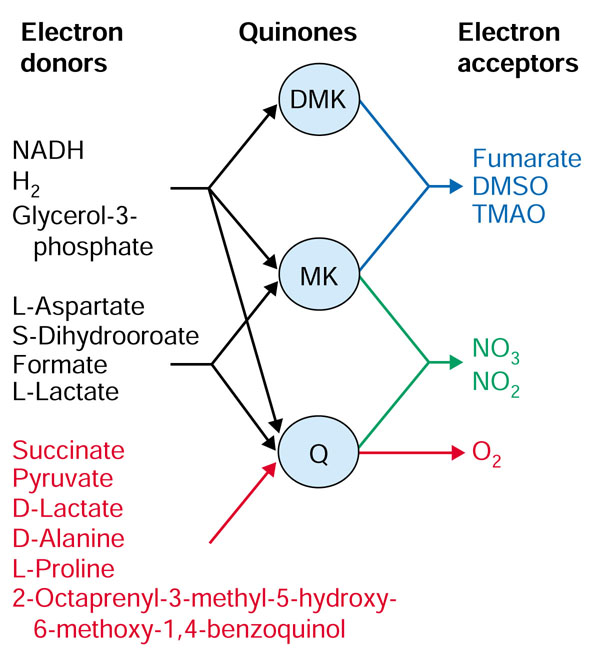 Electron
donors
Quinones
Electron
acceptors
DMK
NADH
H2
Glycerol-3-
phosphate
Fumarate
DMSO
TMAO
MK
L-Aspartate
S-Dihydrooroate
Formate
L-Lactate
NO3
NO2
Q
O2
Succinate
Pyruvate
D-Lactate
D-Alanine
L-Proline
2-Octaprenyl-3-methyl-5-hydroxy-
6-methoxy-1,4-benzoquinol